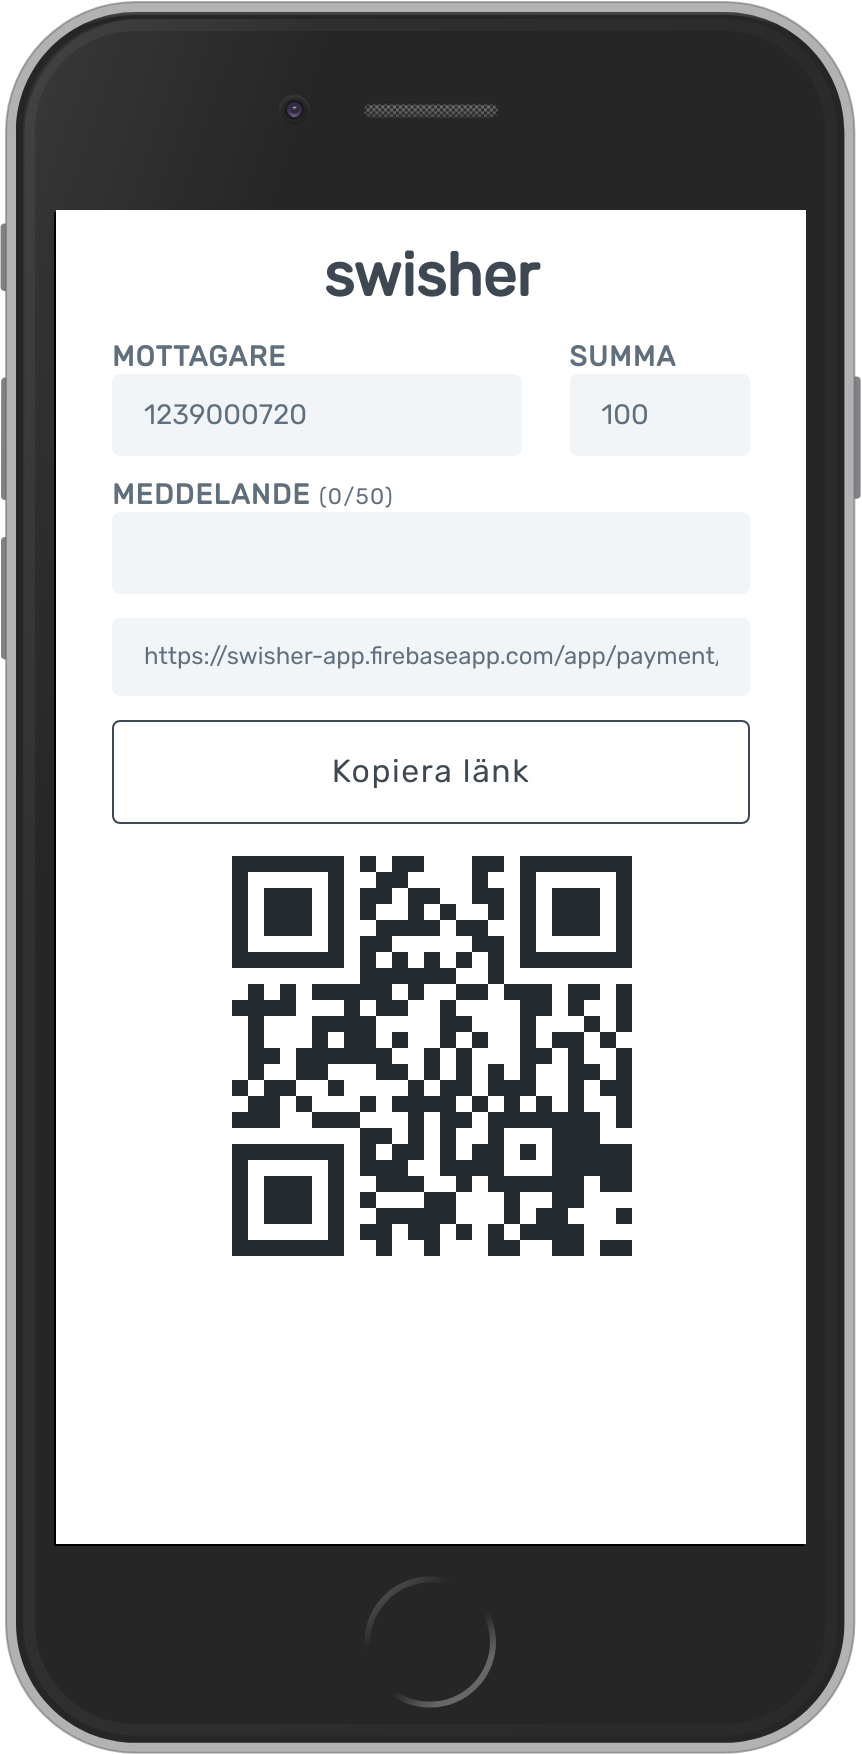 swisher
MOTTAGARE SUMMA
1239000720 100
MEDDELANDE (0/50)
https://swisher-app.firebaseapp.com/app/payment/
Kopiera länk